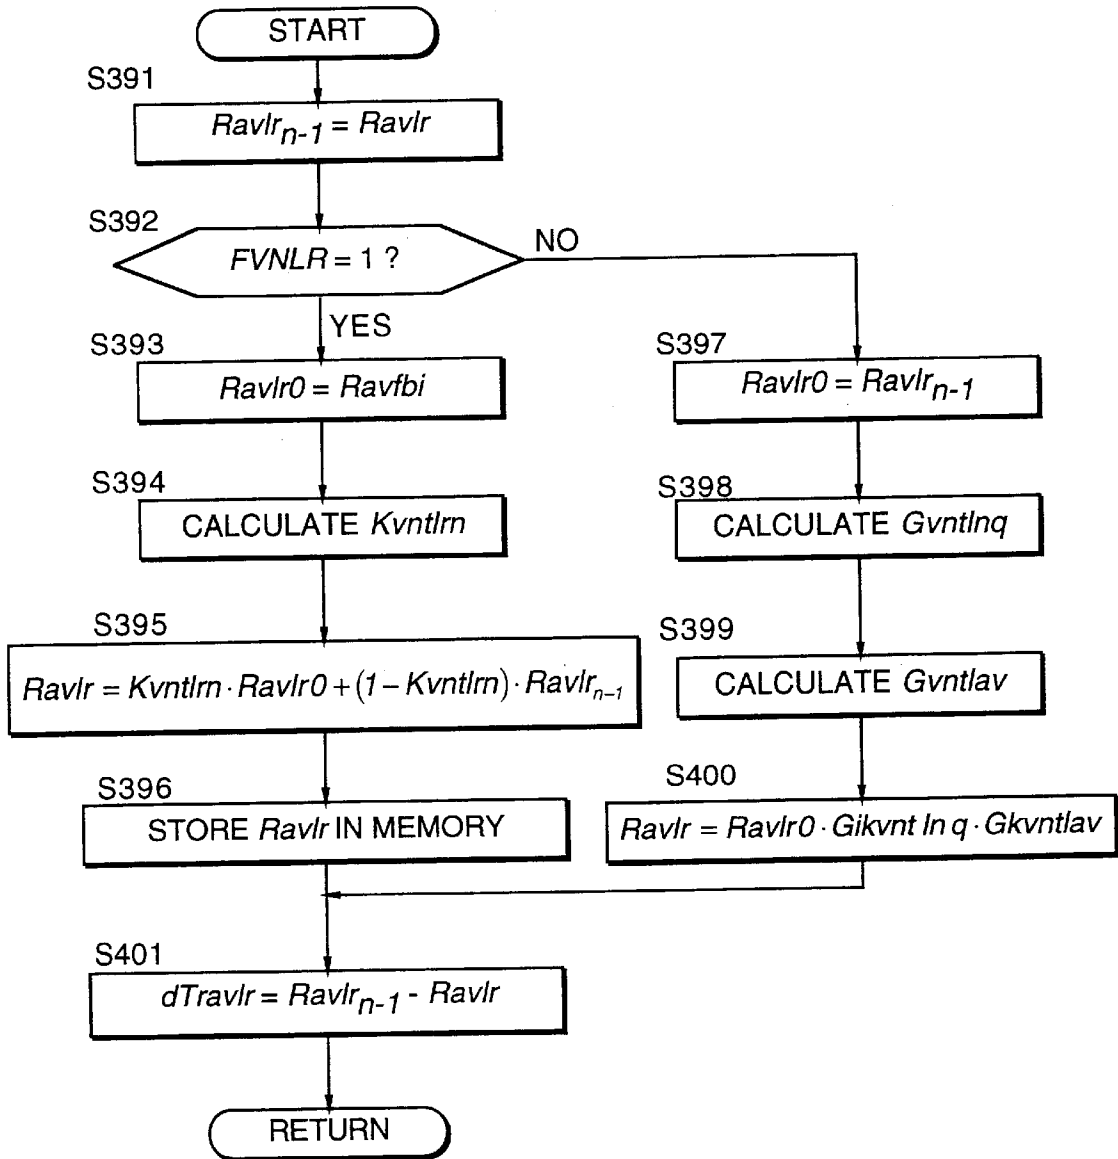 START
S391
Ravlrn-1 = Ravlr
S392
FVNLR = 1 ?
NO
YES
S393
Ravlr0 = Ravfbi
S397
Ravlr0 = Ravlrn-1
S394
CALCULATE Kvntlrn
S398
CALCULATE Gvntlnq
S395
Ravlr = Kvntlrn · Ravlr0 + (1 – Kvntlrn) · Ravlrn–1
S399
CALCULATE Gvntlav
S396
STORE Ravlr IN MEMORY
S400
Ravlr = Ravlr0 · Gikvnt ln q · Gkvntlav
S401
dTravlr = Ravlrn-1 - Ravlr
RETURN